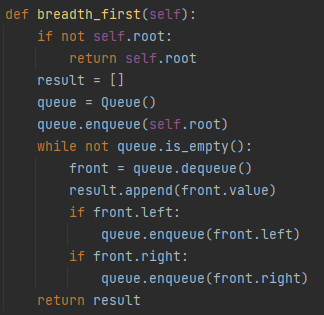 def breadth_first(self):
    if not self.root:
        return self.root
    result = []
    queue = Queue()
    queue.enqueue(self.root)
    while not queue.is_empty():
        front = queue.dequeue()
        result.append(front.value)
        if front.left:
            queue.enqueue(front.left)
        if front.right:
            queue.enqueue(front.right)
    return result